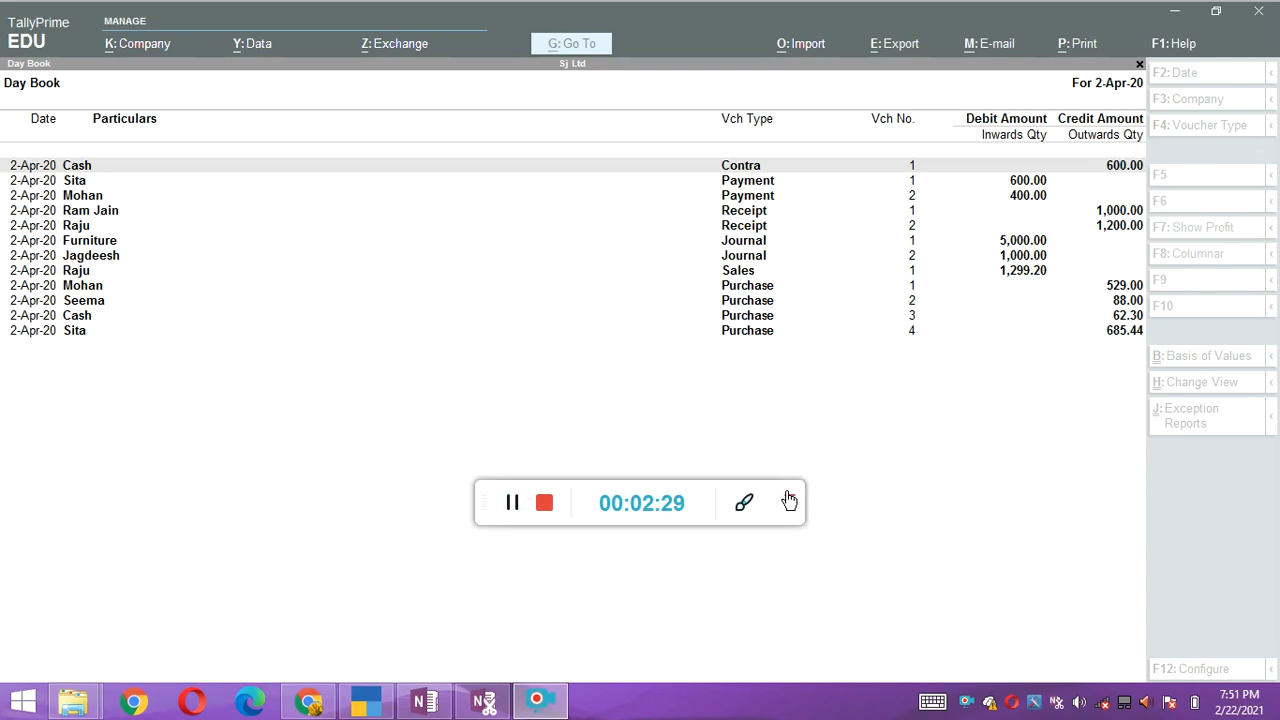 TallyPrime
EDU
MANAGE
K:Company Y:Data Z:Exchange G:Go To O:Import E:Export M:E-mail P:Print F1:Help
Day Book Sj Ltd
Day Book For 2-Apr-20
Date Particulars Vch Type Vch No. Debit Amount Credit Amount
Inwards Qty Outwards Qty
2-Apr-20 Cash Contra 1 600.00
2-Apr-20 Sita Payment 1 600.00
2-Apr-20 Mohan Payment 2 400.00
2-Apr-20 Ram Jain Receipt 1 1,000.00
2-Apr-20 Raju Receipt 2 1,200.00
2-Apr-20 Furniture Journal 1 5,000.00
2-Apr-20 Jagdeesh Journal 2 1,000.00
2-Apr-20 Raju Sales 1 1,299.20
2-Apr-20 Mohan Purchase 1 529.00
2-Apr-20 Seema Purchase 2 88.00
2-Apr-20 Cash Purchase 3 62.30
2-Apr-20 Sita Purchase 4 685.44
00:02:29
F2: Date
F3: Company
F4: Voucher Type
F5
F6
F7: Show Profit
F8: Columnar
F9
F10
B: Basis of Values
H: Change View
J: Exception
Reports
F12: Configure
7:51 PM
2/22/2021